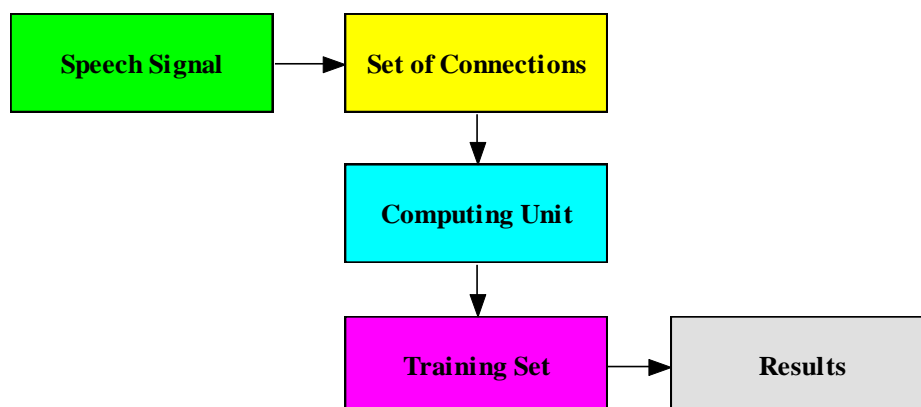 Speech Signal
Set of Connections
Computing Unit
Training Set
Results